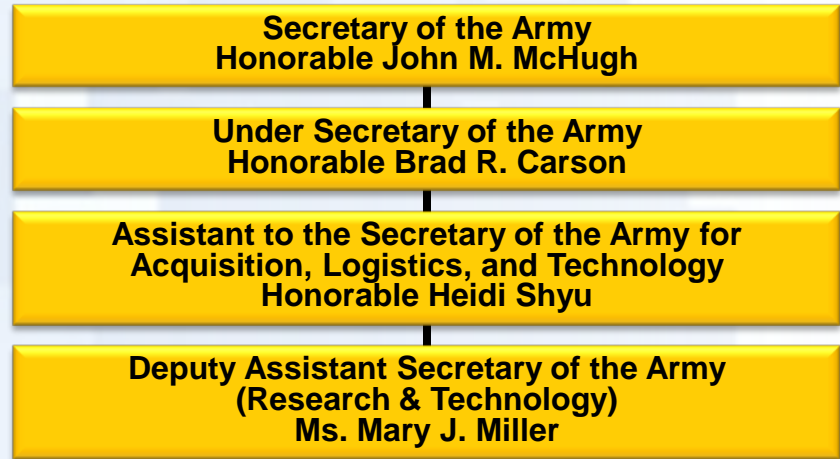 Secretary of the Army
Honorable John M. McHugh
Under Secretary of the Army
Honorable Brad R. Carson
Assistant to the Secretary of the Army for
Acquisition, Logistics, and Technology
Honorable Heidi Shyu
Deputy Assistant Secretary of the Army
(Research & Technology)
Ms. Mary J. Miller